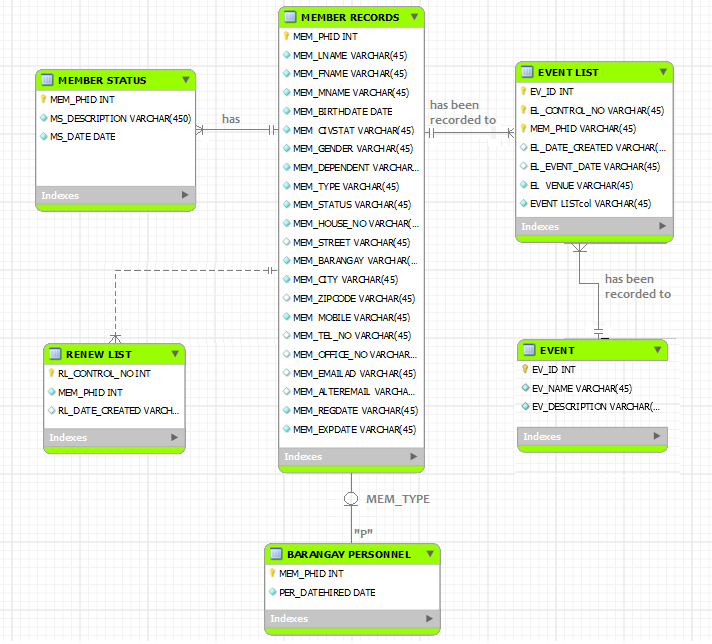 MEMBER RECORDS
MEM_PHID INT
MEM_LNAME VARCHAR(45)
MEM_FNAME VARCHAR(45)
MEM_MNAME VARCHAR(45)
MEM_BIRTHDATE DATE
MEM_CIVSTAT VARCHAR(45)
MEM_GENDER VARCHAR(45)
MEM_DEPENDENT VARCHAR...
MEM_TYPE VARCHAR(45)
MEM_STATUS VARCHAR(45)
MEM_HOUSE_NO VARCHAR(...
MEM_STREET VARCHAR(45)
MEM_BARANGAY VARCHAR(...
MEM_CITY VARCHAR(45)
MEM_ZIPCODE VARCHAR(45)
MEM_MOBILE VARCHAR(45)
MEM_TEL_NO VARCHAR(45)
MEM_OFFICE_NO VARCHAR...
MEM_EMAILAD VARCHAR(45)
MEM_ALTEREMAIL VARCHA...
MEM_REGDATE VARCHAR(45)
MEM_EXPDATE VARCHAR(45)
Indexes
MEMBER STATUS
MEM_PHID INT
MS_DESCRIPTION VARCHAR(450)
MS_DATE DATE
Indexes
has
has been
recorded to
EVENT LIST
EV_ID INT
EL_CONTROL_NO VARCHAR(45)
MEM_PHID VARCHAR(45)
EL_DATE_CREATED VARCHAR(...
EL_EVENT_DATE VARCHAR(45)
EL_VENUE VARCHAR(45)
EVENT LISTcol VARCHAR(45)
Indexes
has been
recorded to
RENEW LIST
RL_CONTROL_NO INT
MEM_PHID INT
RL_DATE_CREATED VARCH...
Indexes
EVENT
EV_ID INT
EV_NAME VARCHAR(45)
EV_DESCRIPTION VARCHAR(...
Indexes
MEM_TYPE
"P"
BARANGAY PERSONNEL
MEM_PHID INT
PER_DATEHIRED DATE
Indexes